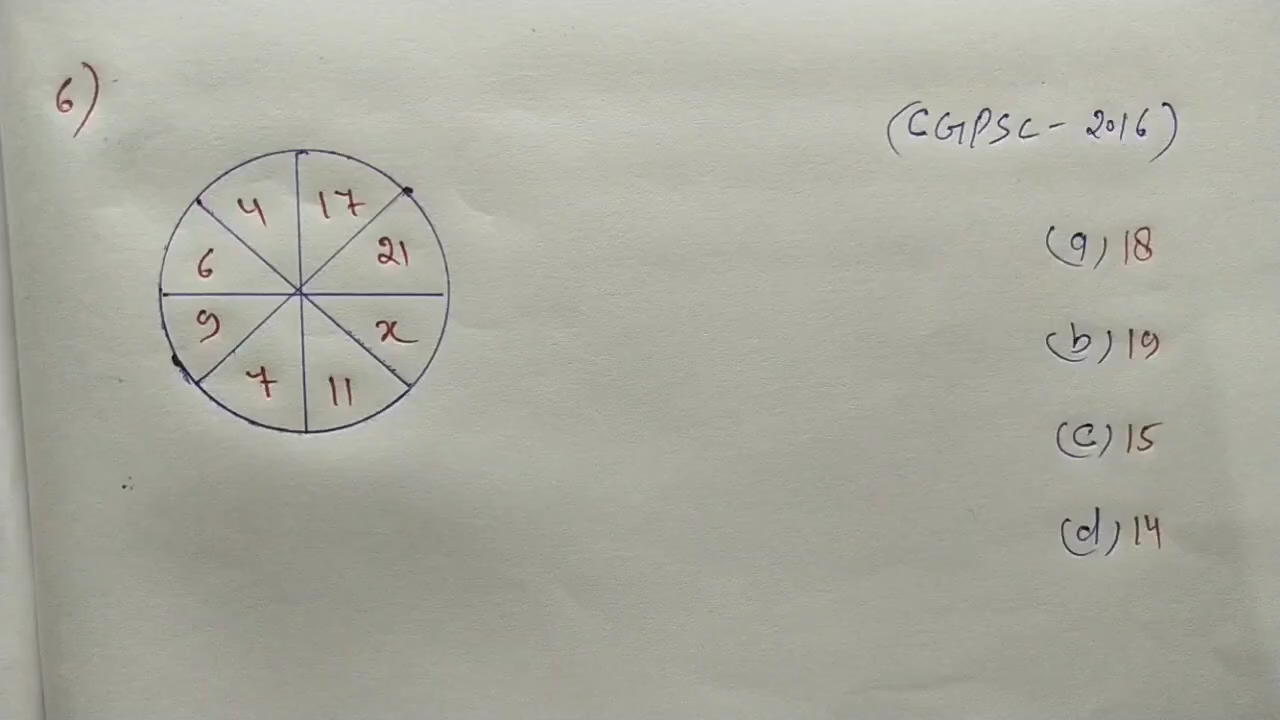 6)
(CGPSC - 2016)
4 17
6 21
9 x
7 11
(a) 18
(b) 19
(c) 15
(d) 14